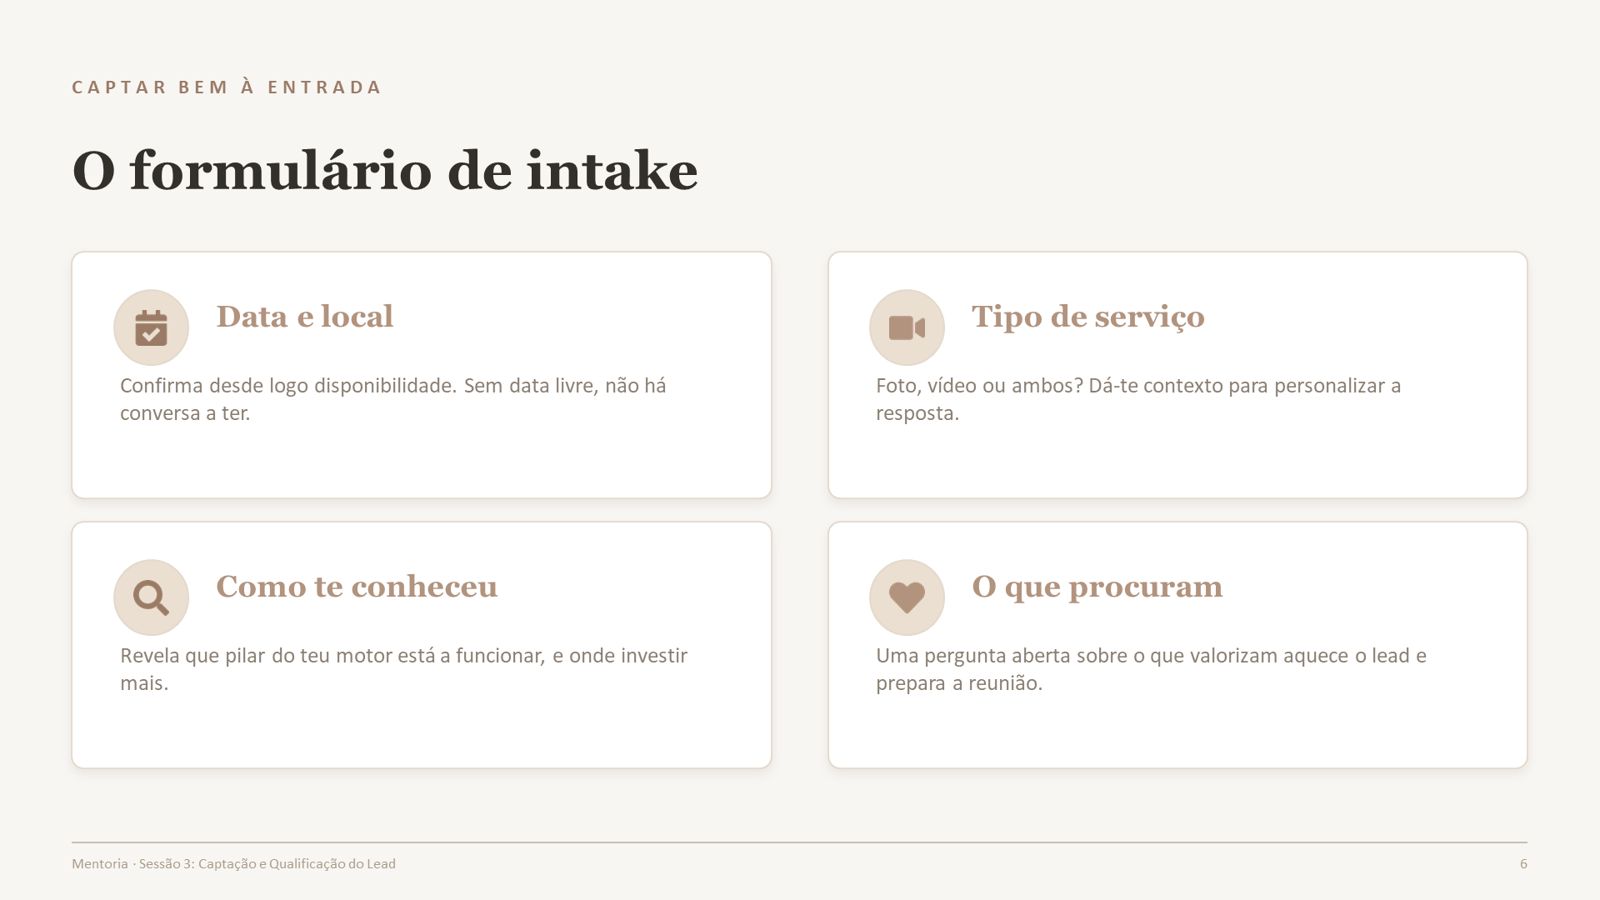 CAPTAR BEM À ENTRADA
O formulário de intake
Data e local
Confirma desde logo disponibilidade. Sem data livre, não há
conversa a ter.
Tipo de serviço
Foto, vídeo ou ambos? Dá-te contexto para personalizar a
resposta.
Como te conheceu
Revela que pilar do teu motor está a funcionar, e onde investir
mais.
O que procuram
Uma pergunta aberta sobre o que valorizam aquece o lead e
prepara a reunião.
Mentoria · Sessão 3: Captação e Qualificação do Lead
6